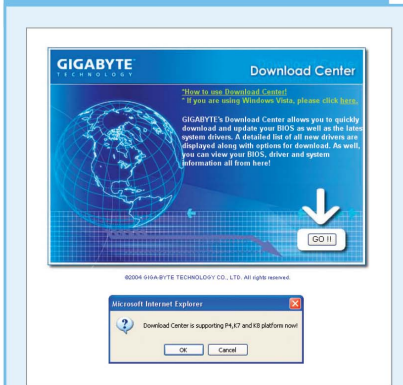 GIGABYTE™
TECHNOLOGY
Download Center
*How to use Download Center!
* If you are using Windows Vista, please click here.
GIGABYTE's Download Center allows you to quickly
download and update your BIOS as well as the lates
system drivers. A detailed list of all new drivers are
displayed along with options for download. As well,
you can view your BIOS, driver and system
information all from here!
GO !!
©2004 GIGA-BYTE TECHNOLOGY CO., LTD. All rights reserved.
Microsoft Internet Explorer
Download Center is supporting P4,K7 and K8 platform now!
OK
Cancel